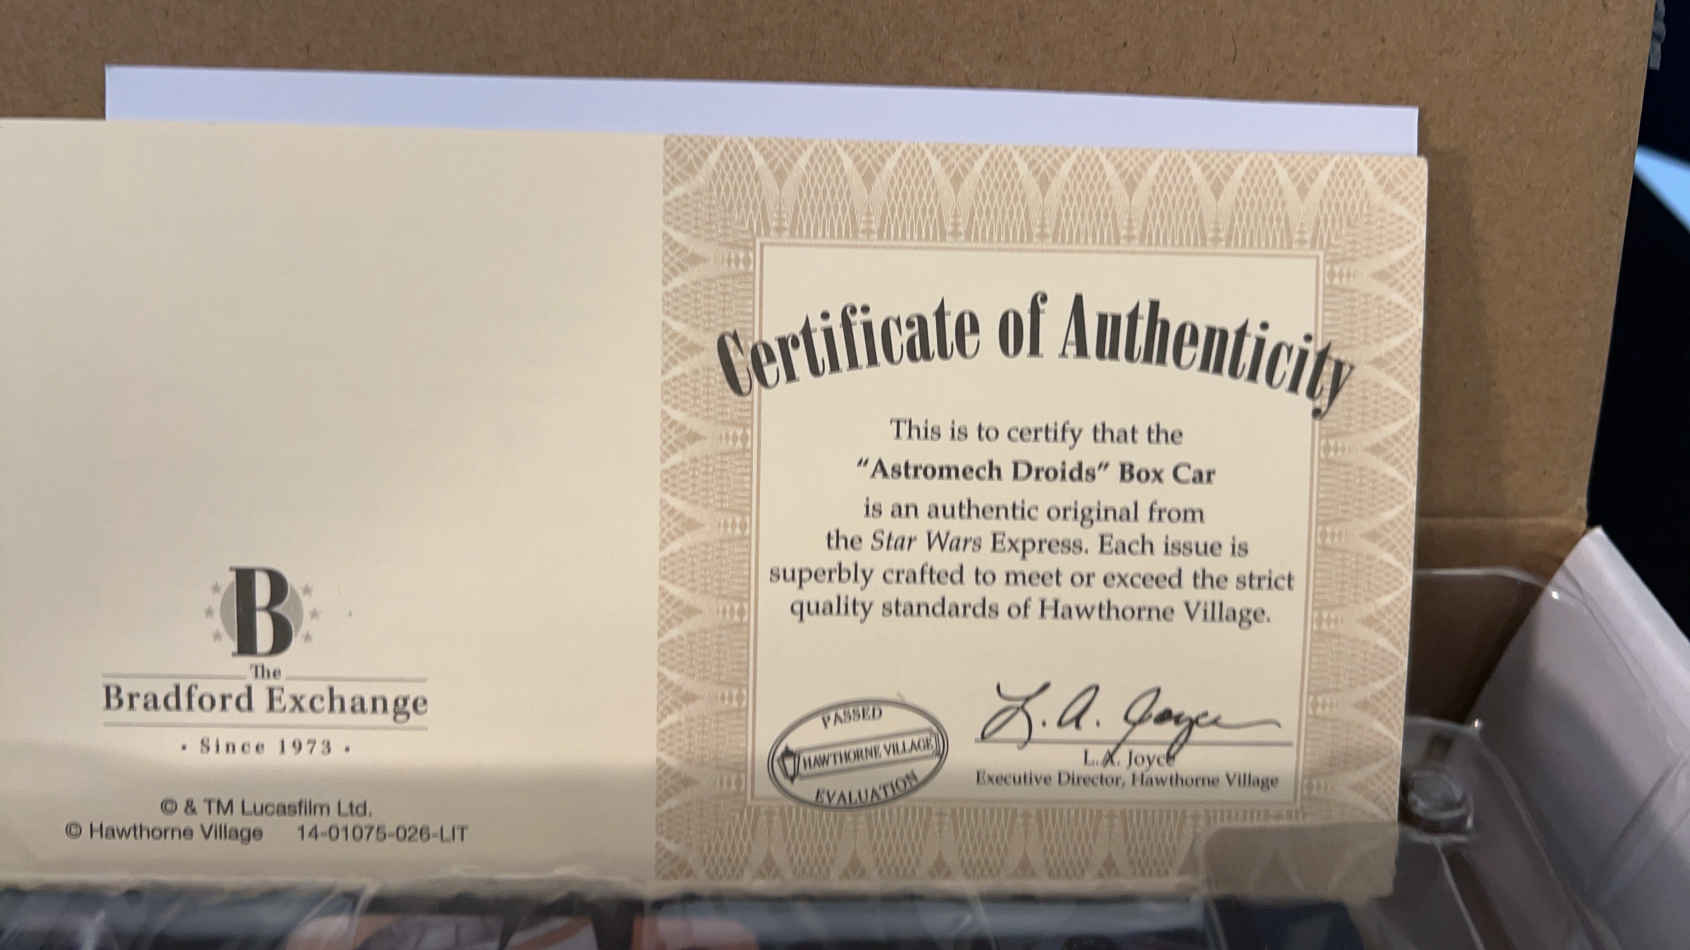 B
The
Bradford Exchange
• Since 1973 •
© & TM Lucasfilm Ltd.
© Hawthorne Village 14-01075-026-LIT
Certificate of Authenticity
This is to certify that the
“Astromech Droids” Box Car
is an authentic original from
the Star Wars Express. Each issue is
superbly crafted to meet or exceed the strict
quality standards of Hawthorne Village.
PASSED
HAWTHORNE VILLAGE
EVALUATION
L. A. Joyce
L. A. Joyce
Executive Director, Hawthorne Village